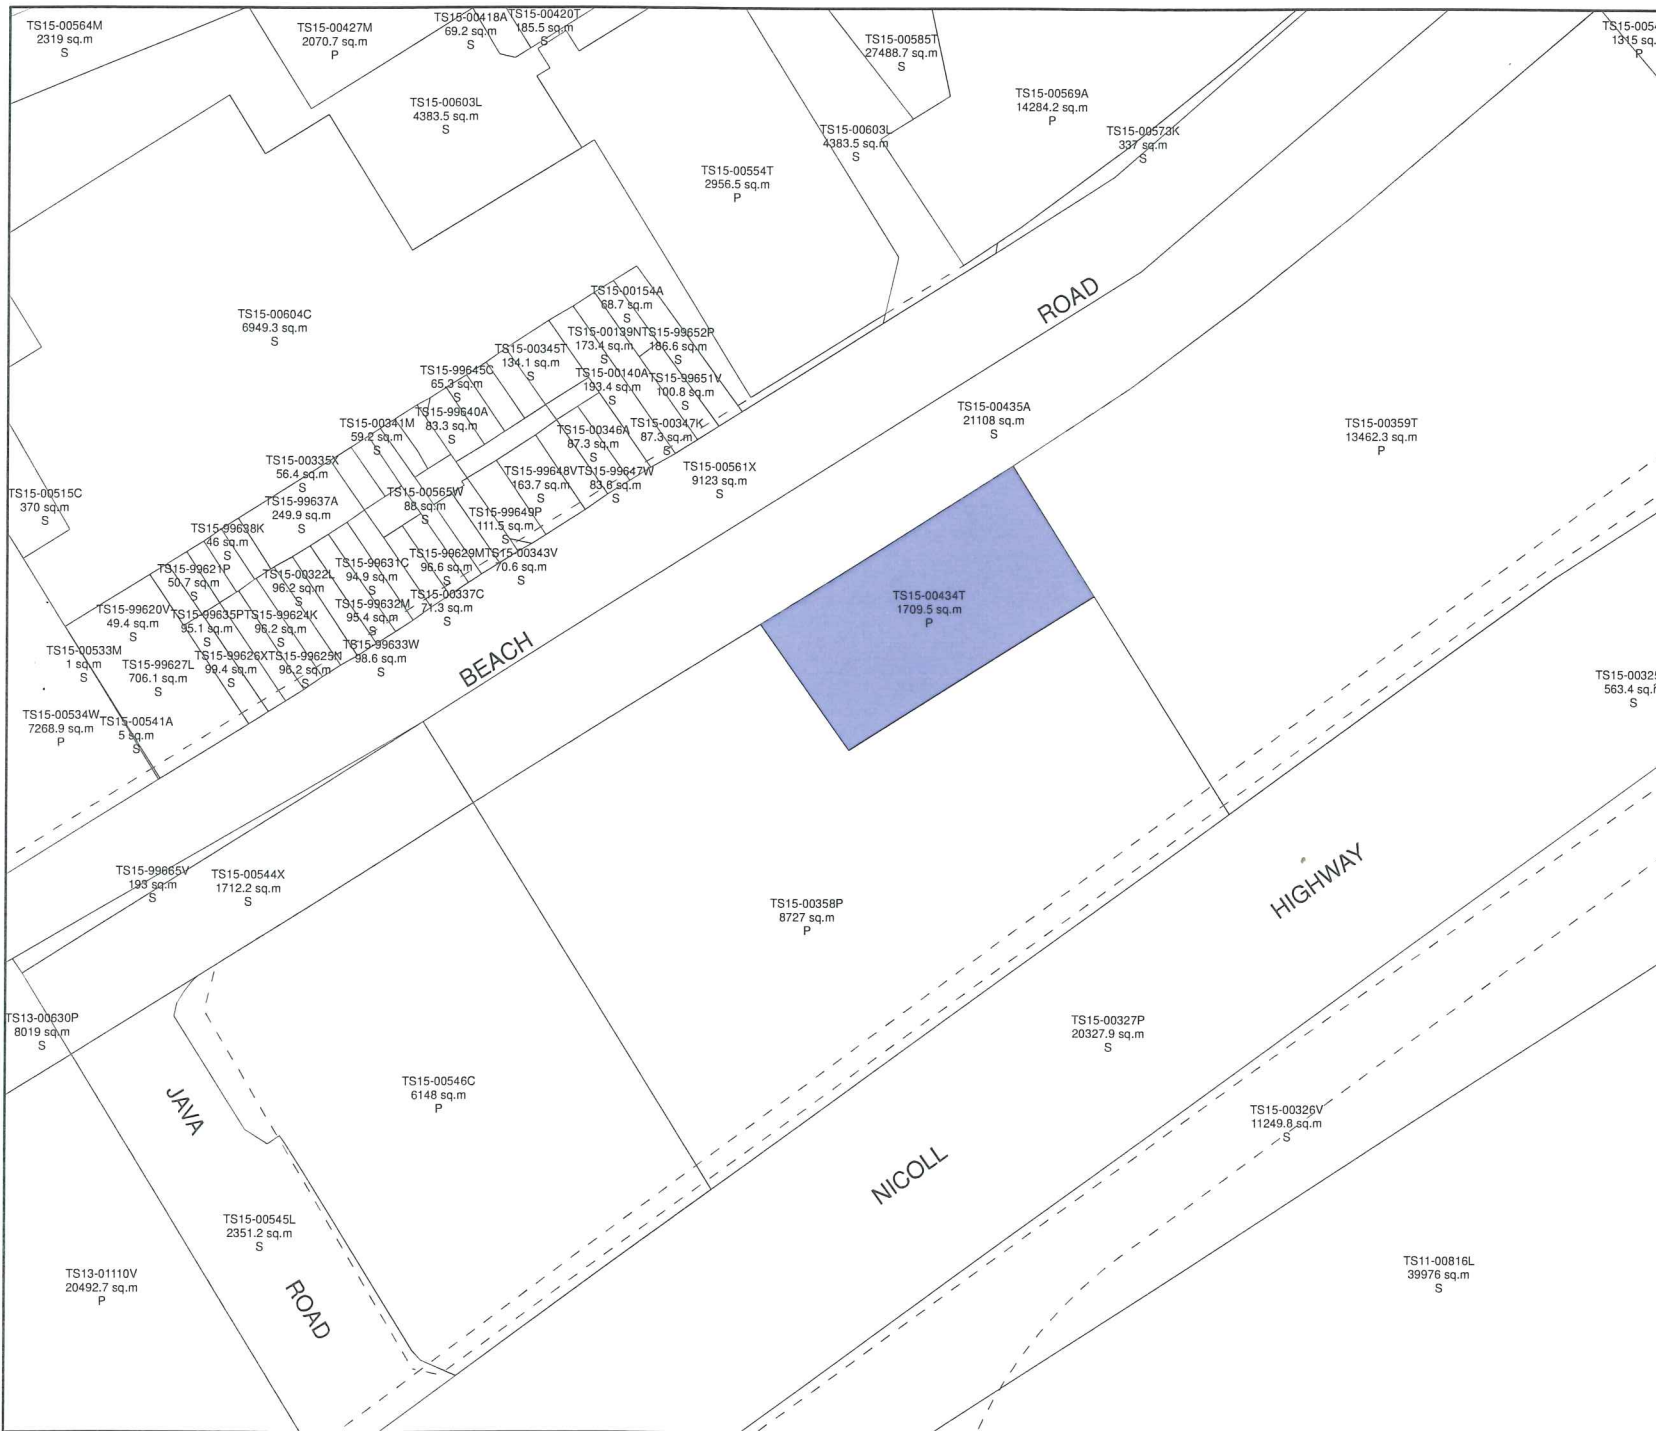 TS15-00564M
2319 sq.m
S
TS15-00427M
2070.7 sq.m
P
TS15-00418A
69.2 sq.m
S
TS15-00420T
185.5 sq.m
S
TS15-00585T
27488.7 sq.m
S
1315 sq.
P
TS15-00603L
4383.5 sq.m
S
TS15-00569A
14284.2 sq.m
P
TS15-00603L
4383.5 sq.m
S
TS15-00573K
337 sq.m
S
TS15-00554T
2956.5 sq.m
P
TS15-00604C
6949.3 sq.m
S
TS15-00154A
68.7 sq.m
S
TS15-00139N
173.4 sq.m
S
TS15-99652P
186.6 sq.m
S
TS15-00345T
134.1 sq.m
S
TS15-00140A
193.4 sq.m
S
TS15-99651V
100.8 sq.m
S
TS15-99645C
65.3 sq.m
S
TS15-99640A
83.3 sq.m
S
TS15-00341M
59.2 sq.m
S
TS15-00346A
87.3 sq.m
S
TS15-00347K
87.3 sq.m
S
TS15-00335X
56.4 sq.m
S
TS15-99648V
163.7 sq.m
S
TS15-99647W
83.6 sq.m
S
TS15-00561X
9123 sq.m
S
ROAD
TS15-00435A
21108 sq.m
S
TS15-00359T
13462.3 sq.m
P
TS15-00515C
370 sq.m
S
TS15-99637A
249.9 sq.m
S
TS15-00565W
88 sq.m
S
TS15-99649P
111.5 sq.m
S
TS15-99638K
46 sq.m
S
TS15-99621P
50.7 sq.m
S
TS15-00322L
96.2 sq.m
S
TS15-99631C
94.9 sq.m
S
TS15-99629M
96.6 sq.m
S
TS15-00343V
70.6 sq.m
S
TS15-00337C
71.3 sq.m
S
TS15-99620V
49.4 sq.m
S
TS15-99635P
95.1 sq.m
S
TS15-99624K
96.2 sq.m
S
TS15-99632M
95.4 sq.m
S
TS15-00533M
1 sq.m
S
TS15-99627L
706.1 sq.m
S
TS15-99626X
99.4 sq.m
S
TS15-99625N
96.2 sq.m
S
TS15-99633W
98.6 sq.m
S
BEACH
TS15-00434T
1709.5 sq.m
P
563.4 sq.
S
TS15-00534W
7268.9 sq.m
P
TS15-00541A
5 sq.m
S
TS15-99665V
193 sq.m
S
TS15-00544X
1712.2 sq.m
S
TS15-00358P
8727 sq.m
P
HIGHWAY
TS13-00630P
8019 sq.m
S
TS15-00327P
20327.9 sq.m
S
JAVA
TS15-00546C
6148 sq.m
P
TS15-00326V
11249.8 sq.m
S
NICOLL
TS15-00545L
2351.2 sq.m
S
TS13-01110V
20492.7 sq.m
P
ROAD
TS11-00816L
39976 sq.m
S